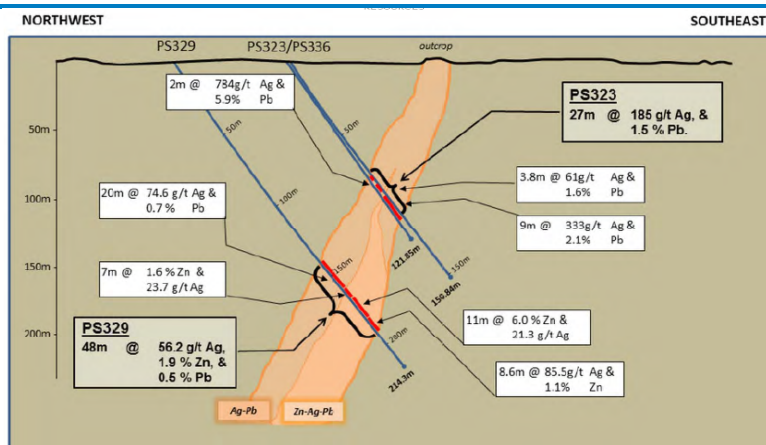 NORTHWEST
SOUTHEAST
PS329
PS323/PS336
outcrop
2m @ 784g/t Ag &
5.9% Pb
PS323
27m @ 185 g/t Ag, &
1.5 % Pb.
50m
50m
50m
3.8m @ 61g/t Ag &
1.6% Pb
20m @ 74.6 g/t Ag &
0.7 % Pb
100m
100m
9m @ 333g/t Ag &
2.1% Pb
121.85m
150m
154.84m
150m
150m
7m @ 1.6 % Zn &
23.7 g/t Ag
PS329
48m @ 56.2 g/t Ag,
1.9 % Zn, &
0.5 % Pb
200m
200m
11m @ 6.0 % Zn &
21.3 g/t Ag
214.3m
8.6m @ 85.5g/t Ag &
1.1% Zn
Ag-Pb
Zn-Ag-Pb